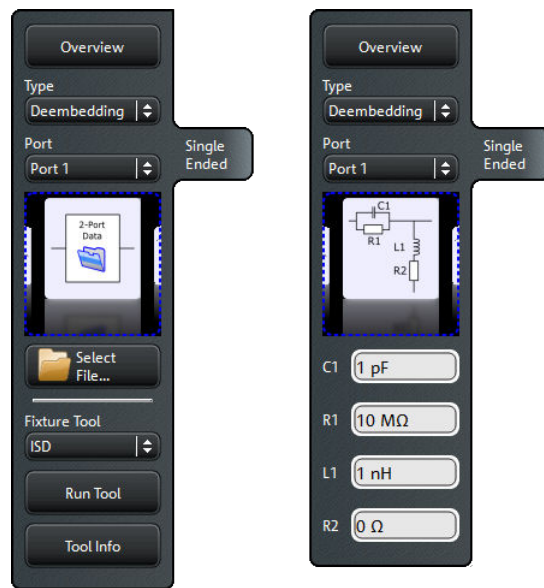 Overview
Type
Deembedding
Port
Port 1
Single
Ended
2-Port
Data
Select
File...
Fixture Tool
ISD
Run Tool
Tool Info
Overview
Type
Deembedding
Port
Port 1
Single
Ended
C1
R1
L1
R2
C1 1 pF
R1 10 MΩ
L1 1 nH
R2 0 Ω